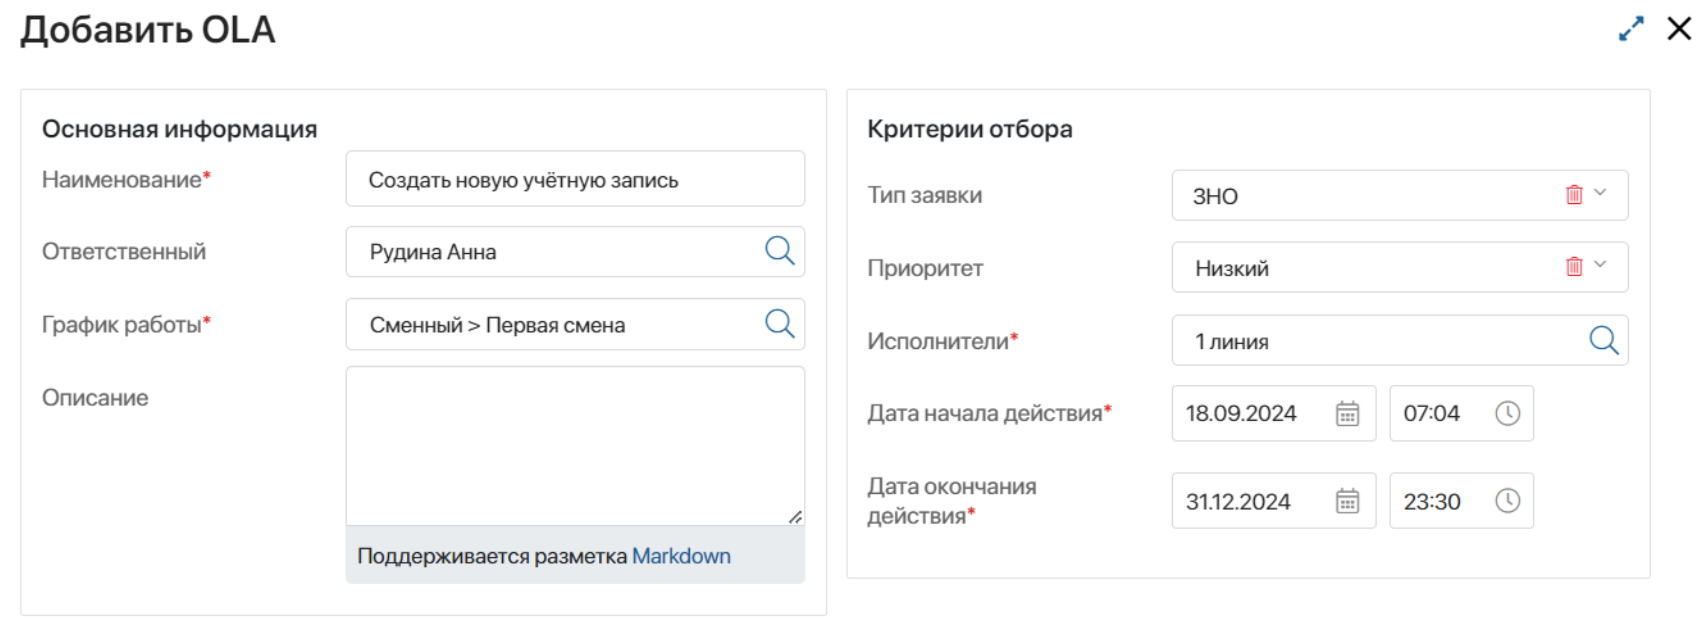 Добавить OLA
Основная информация
Наименование*
Создать новую учётную запись
Ответственный
Рудина Анна
График работы*
Сменный > Первая смена
Описание
Поддерживается разметка Markdown
Критерии отбора
Тип заявки
ЗНО
Приоритет
Низкий
Исполнители*
1 линия
Дата начала действия*
18.09.2024
07:04
Дата окончания
действия*
31.12.2024
23:30